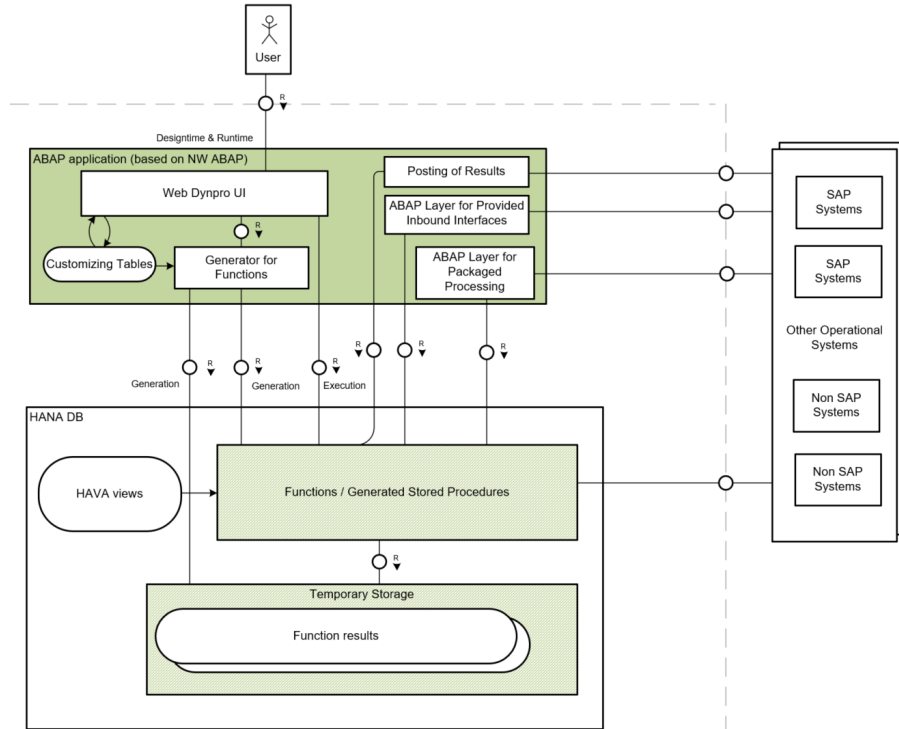 User
R
Designtime & Runtime
ABAP application (based on NW ABAP)
Web Dynpro UI
Posting of Results
ABAP Layer for Provided
Inbound Interfaces
R
Customizing Tables
Generator for
Functions
ABAP Layer for
Packaged
Processing
SAP
Systems
SAP
Systems
Other Operational
Systems
Non SAP
Systems
Non SAP
Systems
R
R
R
R
R
R
Generation
Generation
Execution
HANA DB
HAVA views
Functions / Generated Stored Procedures
R
Temporary Storage
Function results